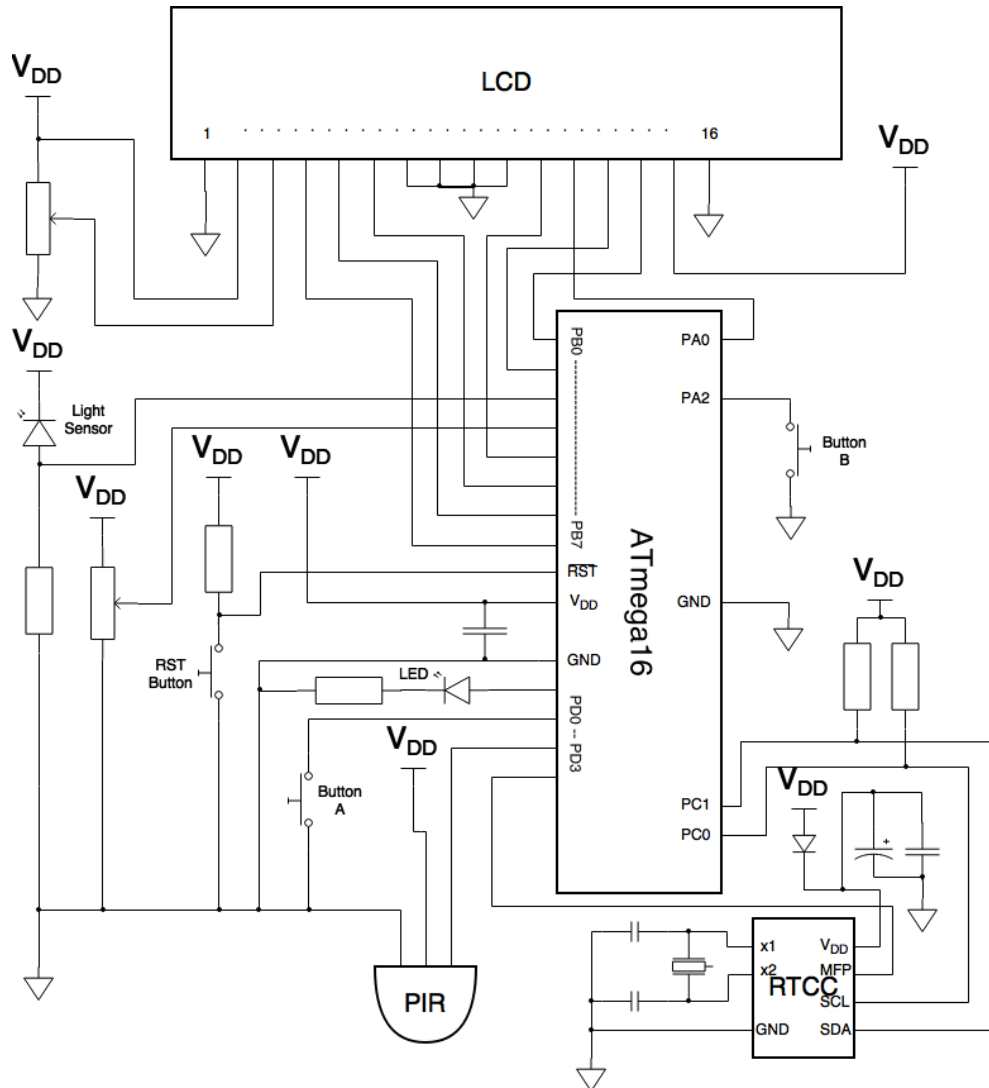 LCD
1 . . . . . . . . . . . . . . . . . . . . . . . . . . 16
VDD
VDD
VDD
Light
Sensor
VDD
VDD
VDD
RST
Button
LED
VDD
Button
A
PIR
PB0
PB7
RST
VDD
GND
PD0 -- PD3
ATmega16
PA0
PA2
GND
PC1
PC0
Button
B
VDD
VDD
x1
x2
GND
RTCC
VDD
MFP
SCL
SDA
+